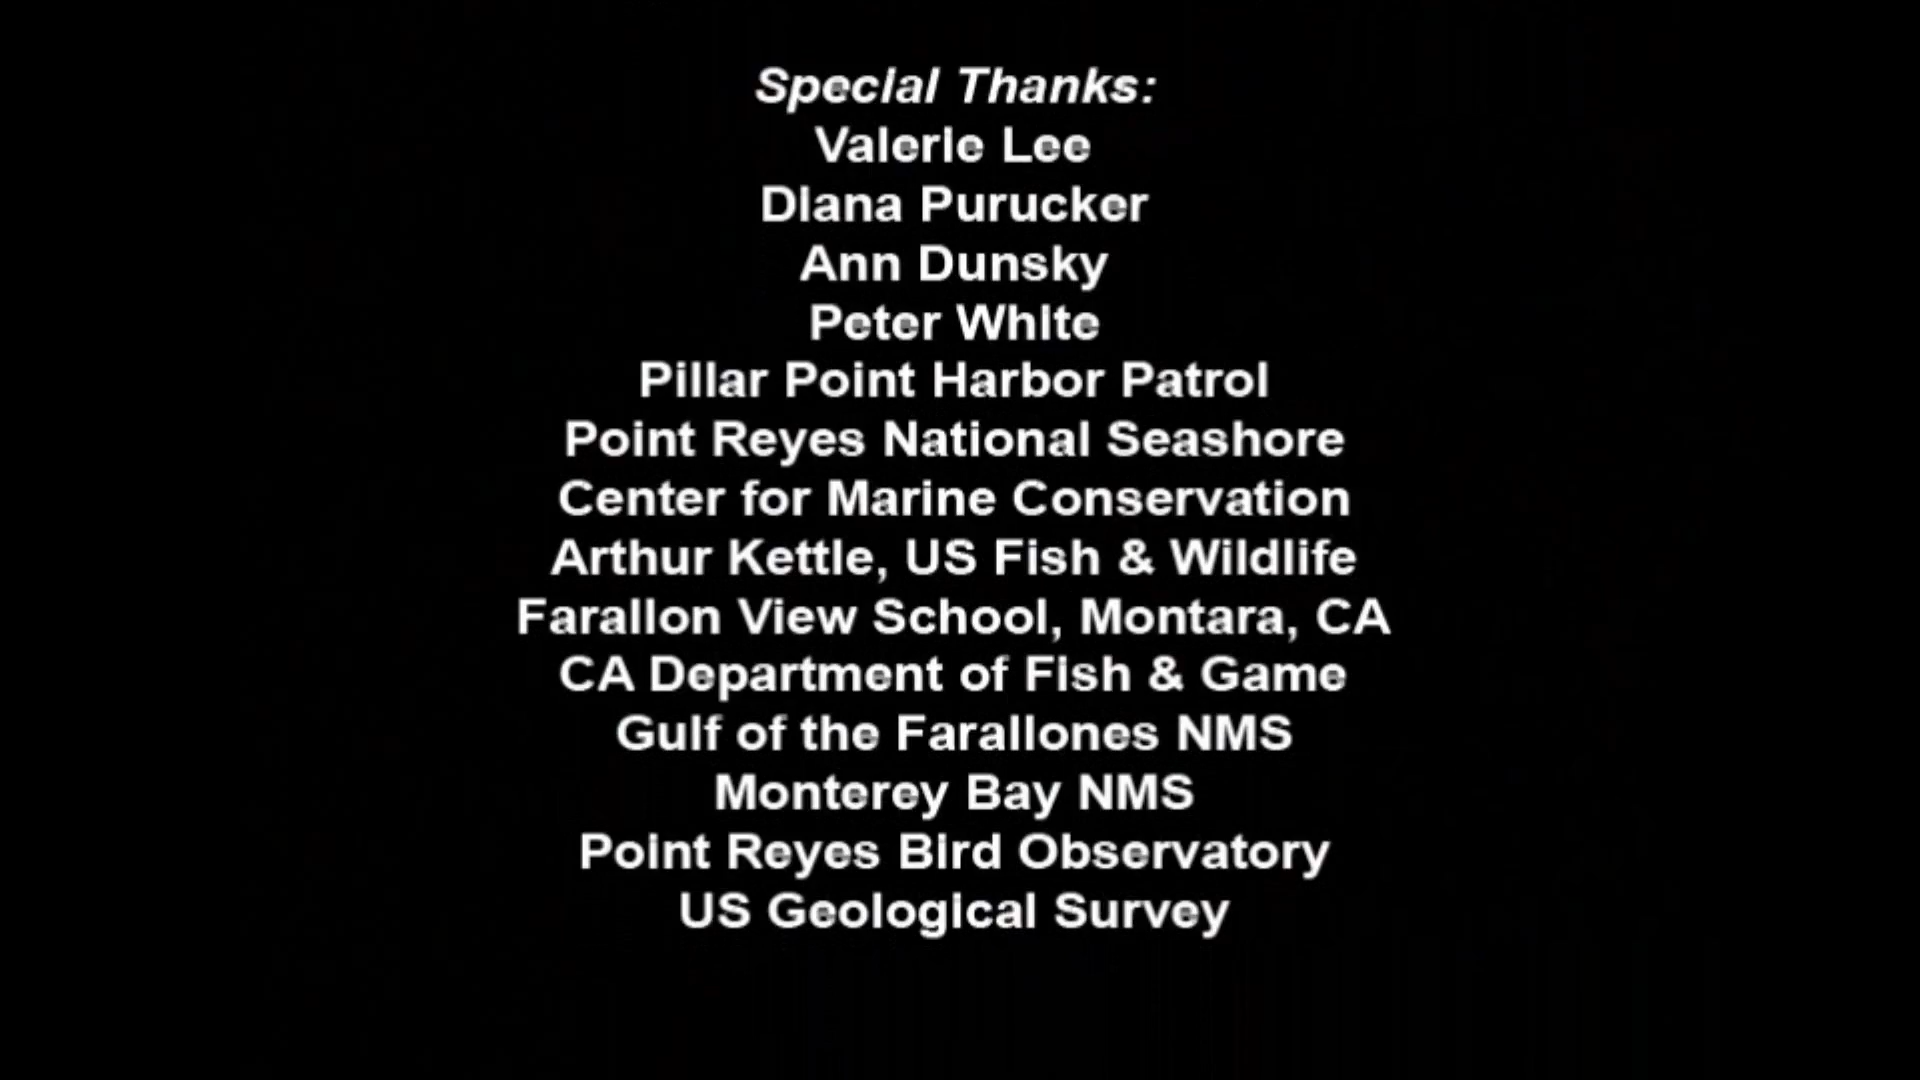 Special Thanks:
Valerie Lee
Diana Purucker
Ann Dunsky
Peter White
Pillar Point Harbor Patrol
Point Reyes National Seashore
Center for Marine Conservation
Arthur Kettle, US Fish & Wildlife
Farallon View School, Montara, CA
CA Department of Fish & Game
Gulf of the Farallones NMS
Monterey Bay NMS
Point Reyes Bird Observatory
US Geological Survey